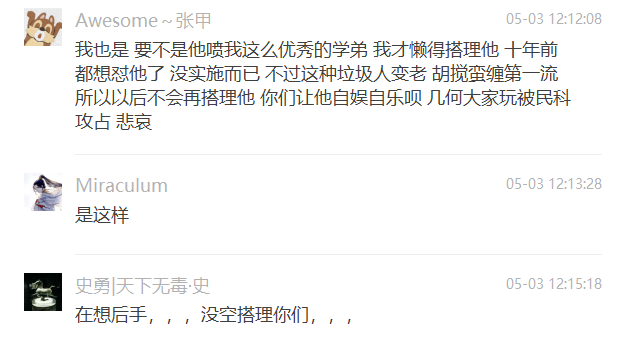 Awesome～张甲 05-03 12:12:08
我也是 要不是他喷我这么优秀的学弟 我才懒得搭理他 十年前
都想怼他了 没实施而已 不过这种垃圾人变老 胡搅蛮缠第一流
所以以后不会再搭理他 你们让他自娱自乐呗 几何大家玩被民科
攻占 悲哀
Miraculum 05-03 12:13:28
是这样
史勇|天下无毒·史 05-03 12:15:18
在想后手，，，没空搭理你们，，，